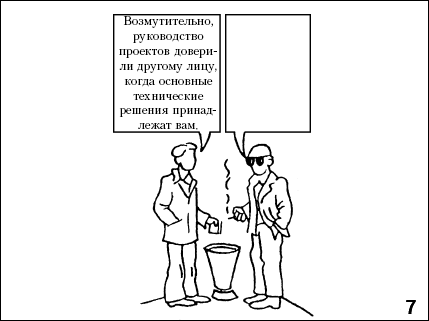 Возмутительно,
руководство
проектов довери-
ли другому лицу,
когда основные
технические
решения принад-
лежат вам.
7